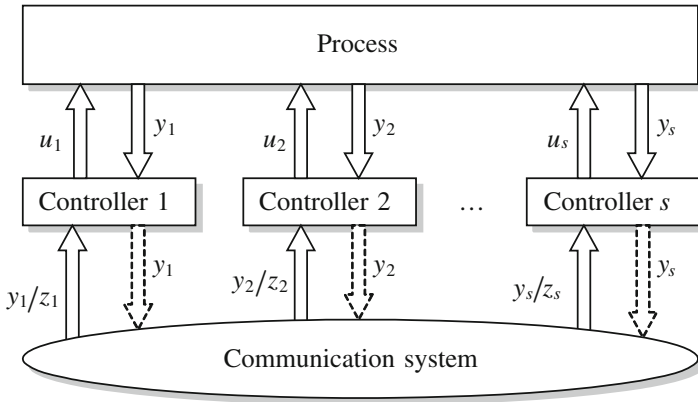 Process
u1 y1 u2 y2 us ys
Controller 1 Controller 2 ... Controller s
y1/z1 y1 y2/z2 y2 ys/zs ys
Communication system